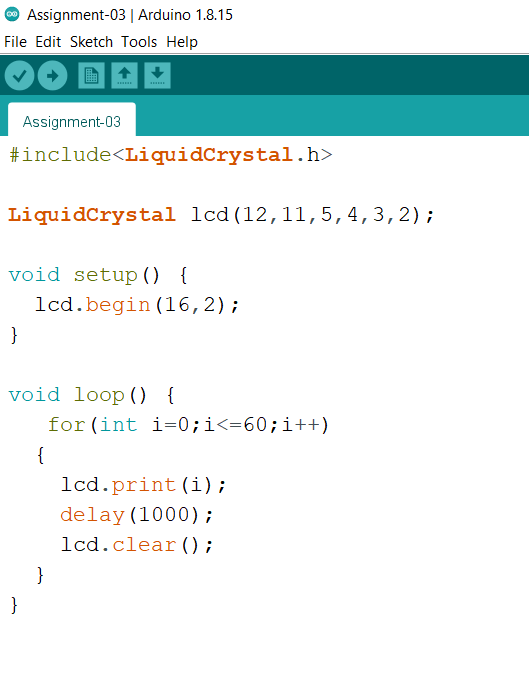 Assignment-03 | Arduino 1.8.15
File Edit Sketch Tools Help
Assignment-03
#include<LiquidCrystal.h>
LiquidCrystal lcd(12,11,5,4,3,2);
void setup() {
lcd.begin(16,2);
}
void loop() {
for(int i=0;i<=60;i++)
{
lcd.print(i);
delay(1000);
lcd.clear();
}
}